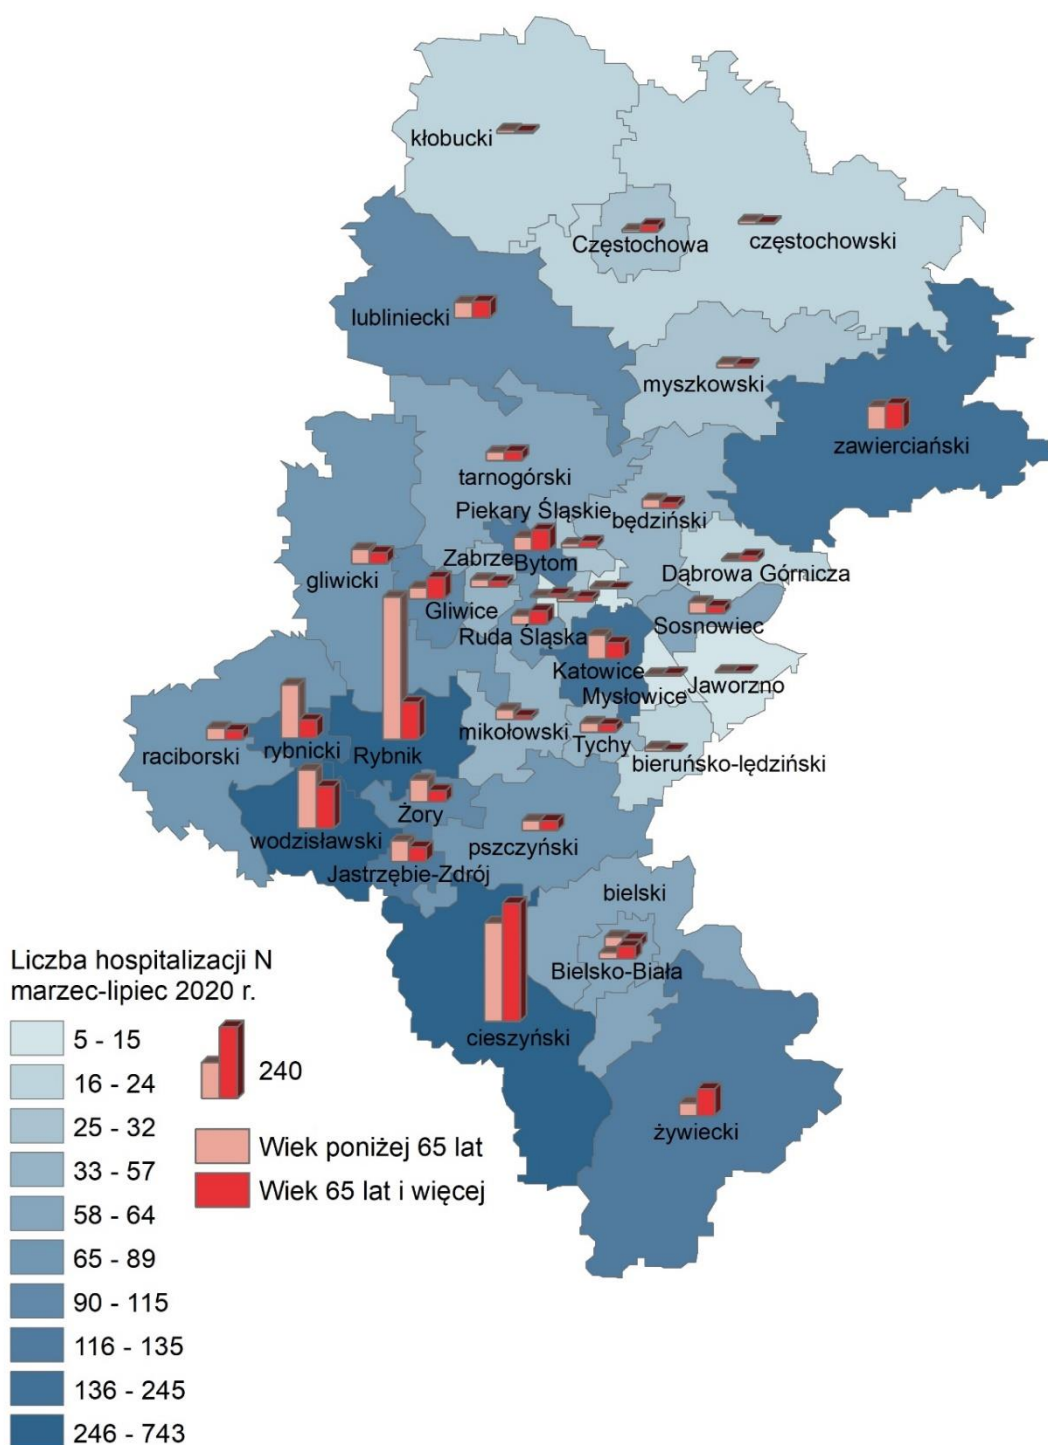 kłobucki
Częstochowa
częstochowski
lubliniecki
myszkowski
zawierciański
tarnogórski
Piekary Śląskie
będziński
Zabrze
Bytom
gliwicki
Dąbrowa Górnicza
Gliwice
Ruda Śląska
Sosnowiec
Katowice
Mysłowice
Jaworzno
raciborski
rybnicki
Rybnik
mikołowski
Tychy
bieruńsko-lędziński
wodzisławski
Żory
pszczyński
Jastrzębie-Zdrój
bielski
Bielsko-Biała
cieszyński
żywiecki
Liczba hospitalizacji N
marzec-lipiec 2020 r.
5 - 15
16 - 24
25 - 32
33 - 57
58 - 64
65 - 89
90 - 115
116 - 135
136 - 245
246 - 743
240
Wiek poniżej 65 lat
Wiek 65 lat i więcej